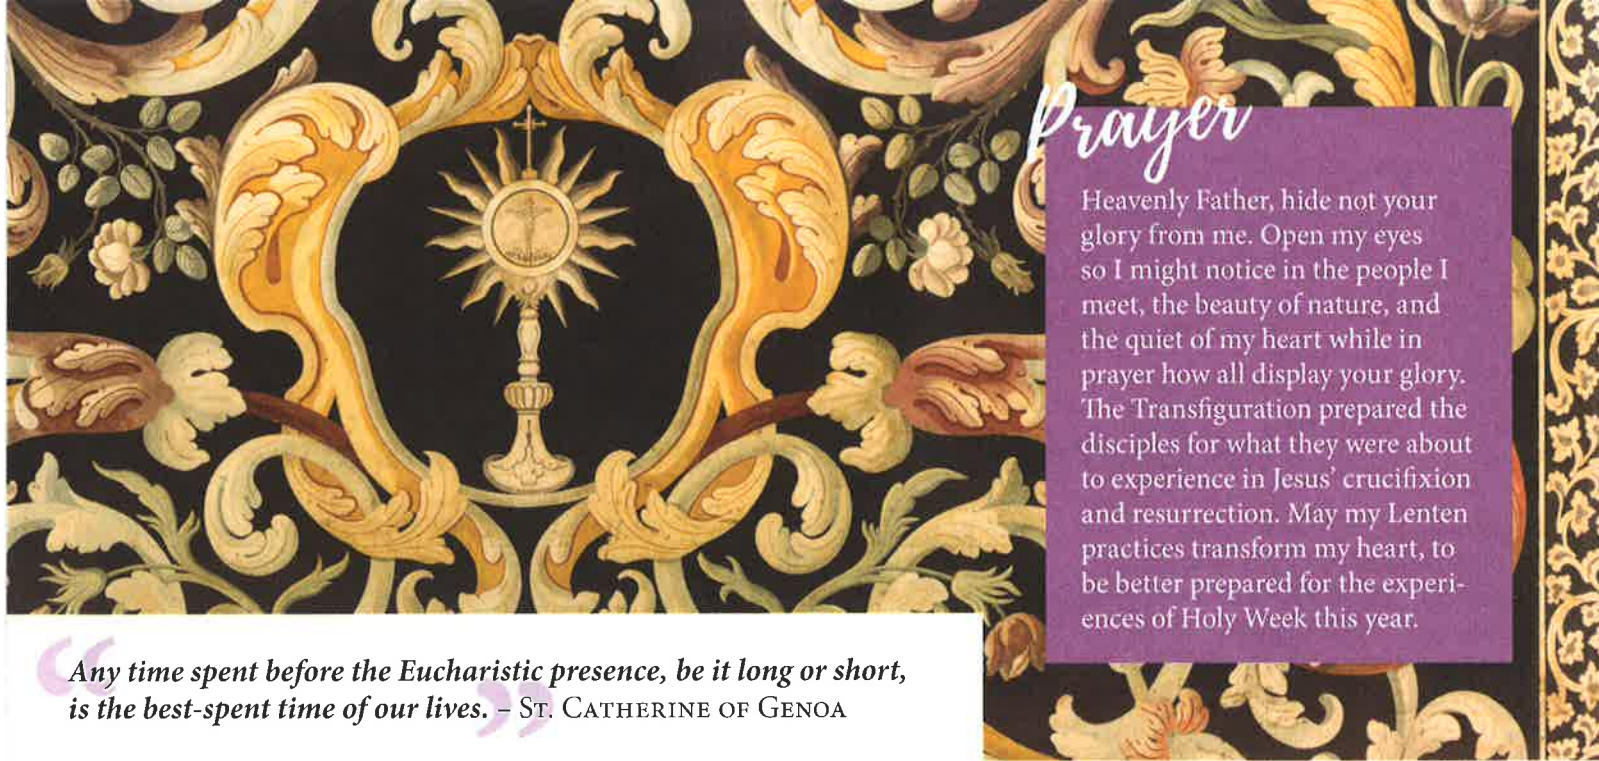 Prayer
Heavenly Father, hide not your
glory from me. Open my eyes
so I might notice in the people I
meet, the beauty of nature, and
the quiet of my heart while in
prayer how all display your glory.
The Transfiguration prepared the
disciples for what they were about
to experience in Jesus’ crucifixion
and resurrection. May my Lenten
practices transform my heart, to
be better prepared for the experi-
ences of Holy Week this year.
“Any time spent before the Eucharistic presence, be it long or short,
is the best-spent time of our lives.” – St. Catherine of Genoa